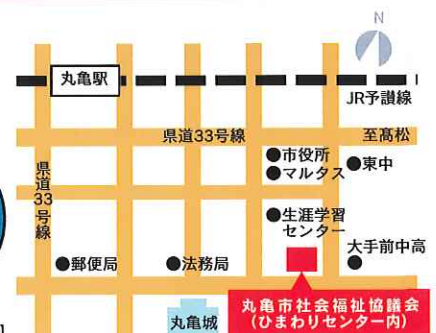 N
丸亀駅
JR予讃線
県道33号線
至髙松
市役所
マルタス
東中
県道33号線
生涯学習
センター
大手前中高
郵便局
法務局
丸亀城
丸亀市社会福祉協議会
（ひまわりセンター内）